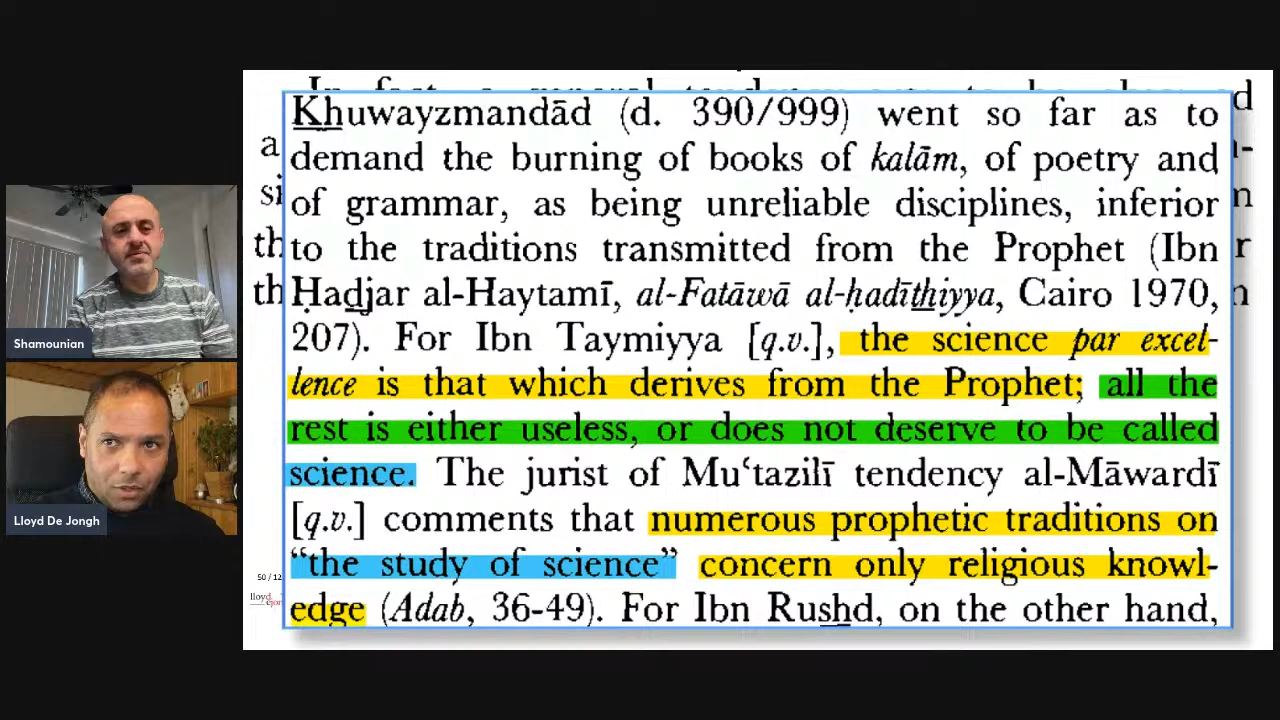 Khuwayzmandād (d. 390/999) went so far as to
demand the burning of books of kalām, of poetry and
of grammar, as being unreliable disciplines, inferior
to the traditions transmitted from the Prophet (Ibn
Ḥadjar al-Haytamī, al-Fatāwā al-ḥadīthiyya, Cairo 1970,
207). For Ibn Taymiyya [q.v.], the science par excel-
lence is that which derives from the Prophet; all the
rest is either useless, or does not deserve to be called
science. The jurist of Muʿtazilī tendency al-Māwardī
[q.v.] comments that numerous prophetic traditions on
“the study of science” concern only religious knowl-
edge (Adab, 36-49). For Ibn Rushd, on the other hand,
Shamounian
Lloyd De Jongh
50 / 12
lloyd